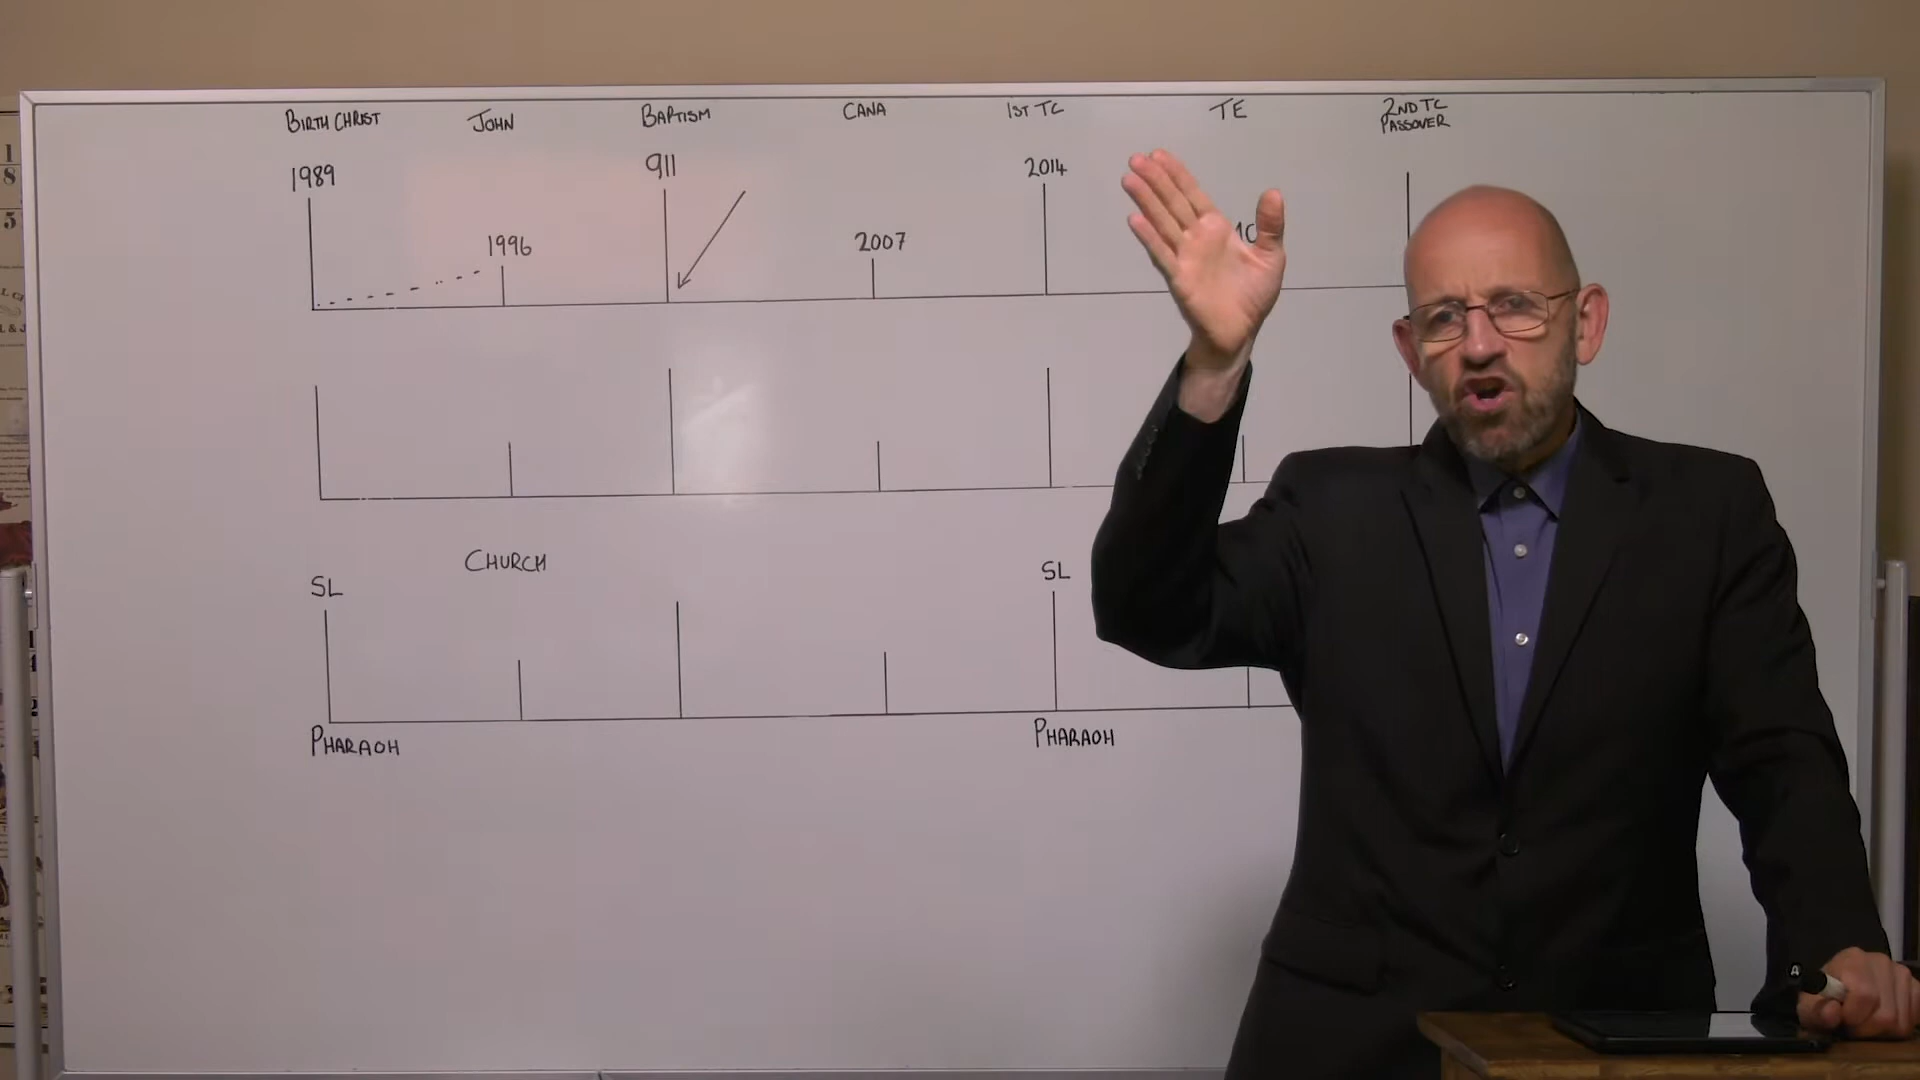 BIRTH CHRIST
JOHN
BAPTISM
CANA
1ST TC
TE
2ND TC
PASSOVER
1989
1996
911
2007
2014
SL
CHURCH
SL
PHARAOH
PHARAOH